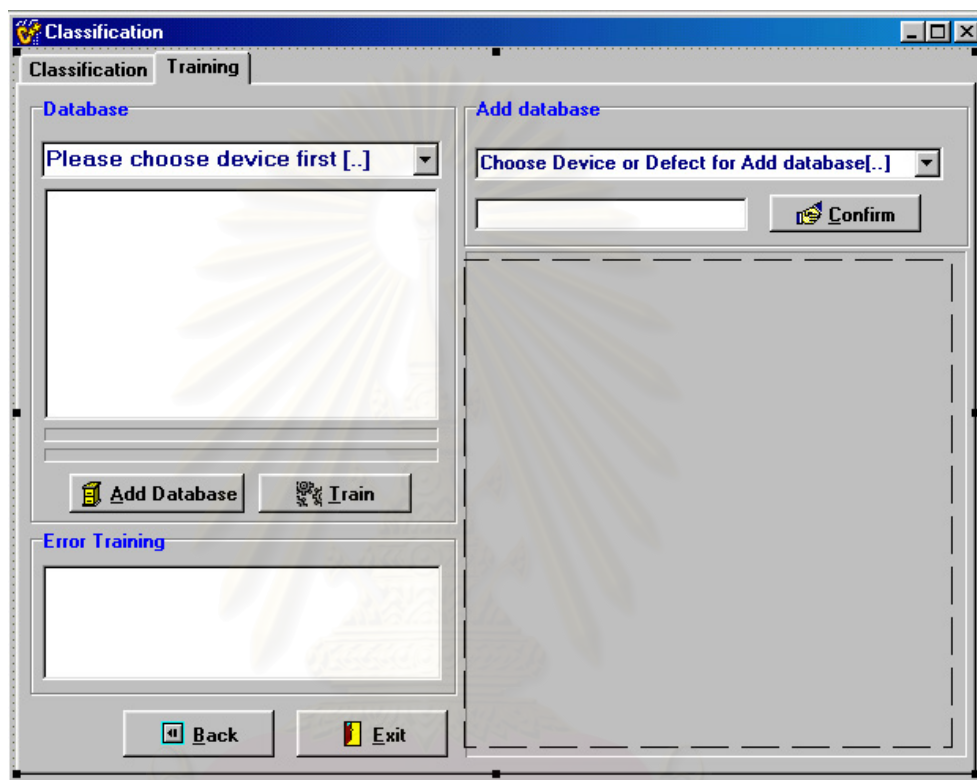 Classification
Classification
Training
Database
Please choose device first [..]
Add Database
Train
Error Training
Back
Exit
Add database
Choose Device or Defect for Add database[..]
Confirm